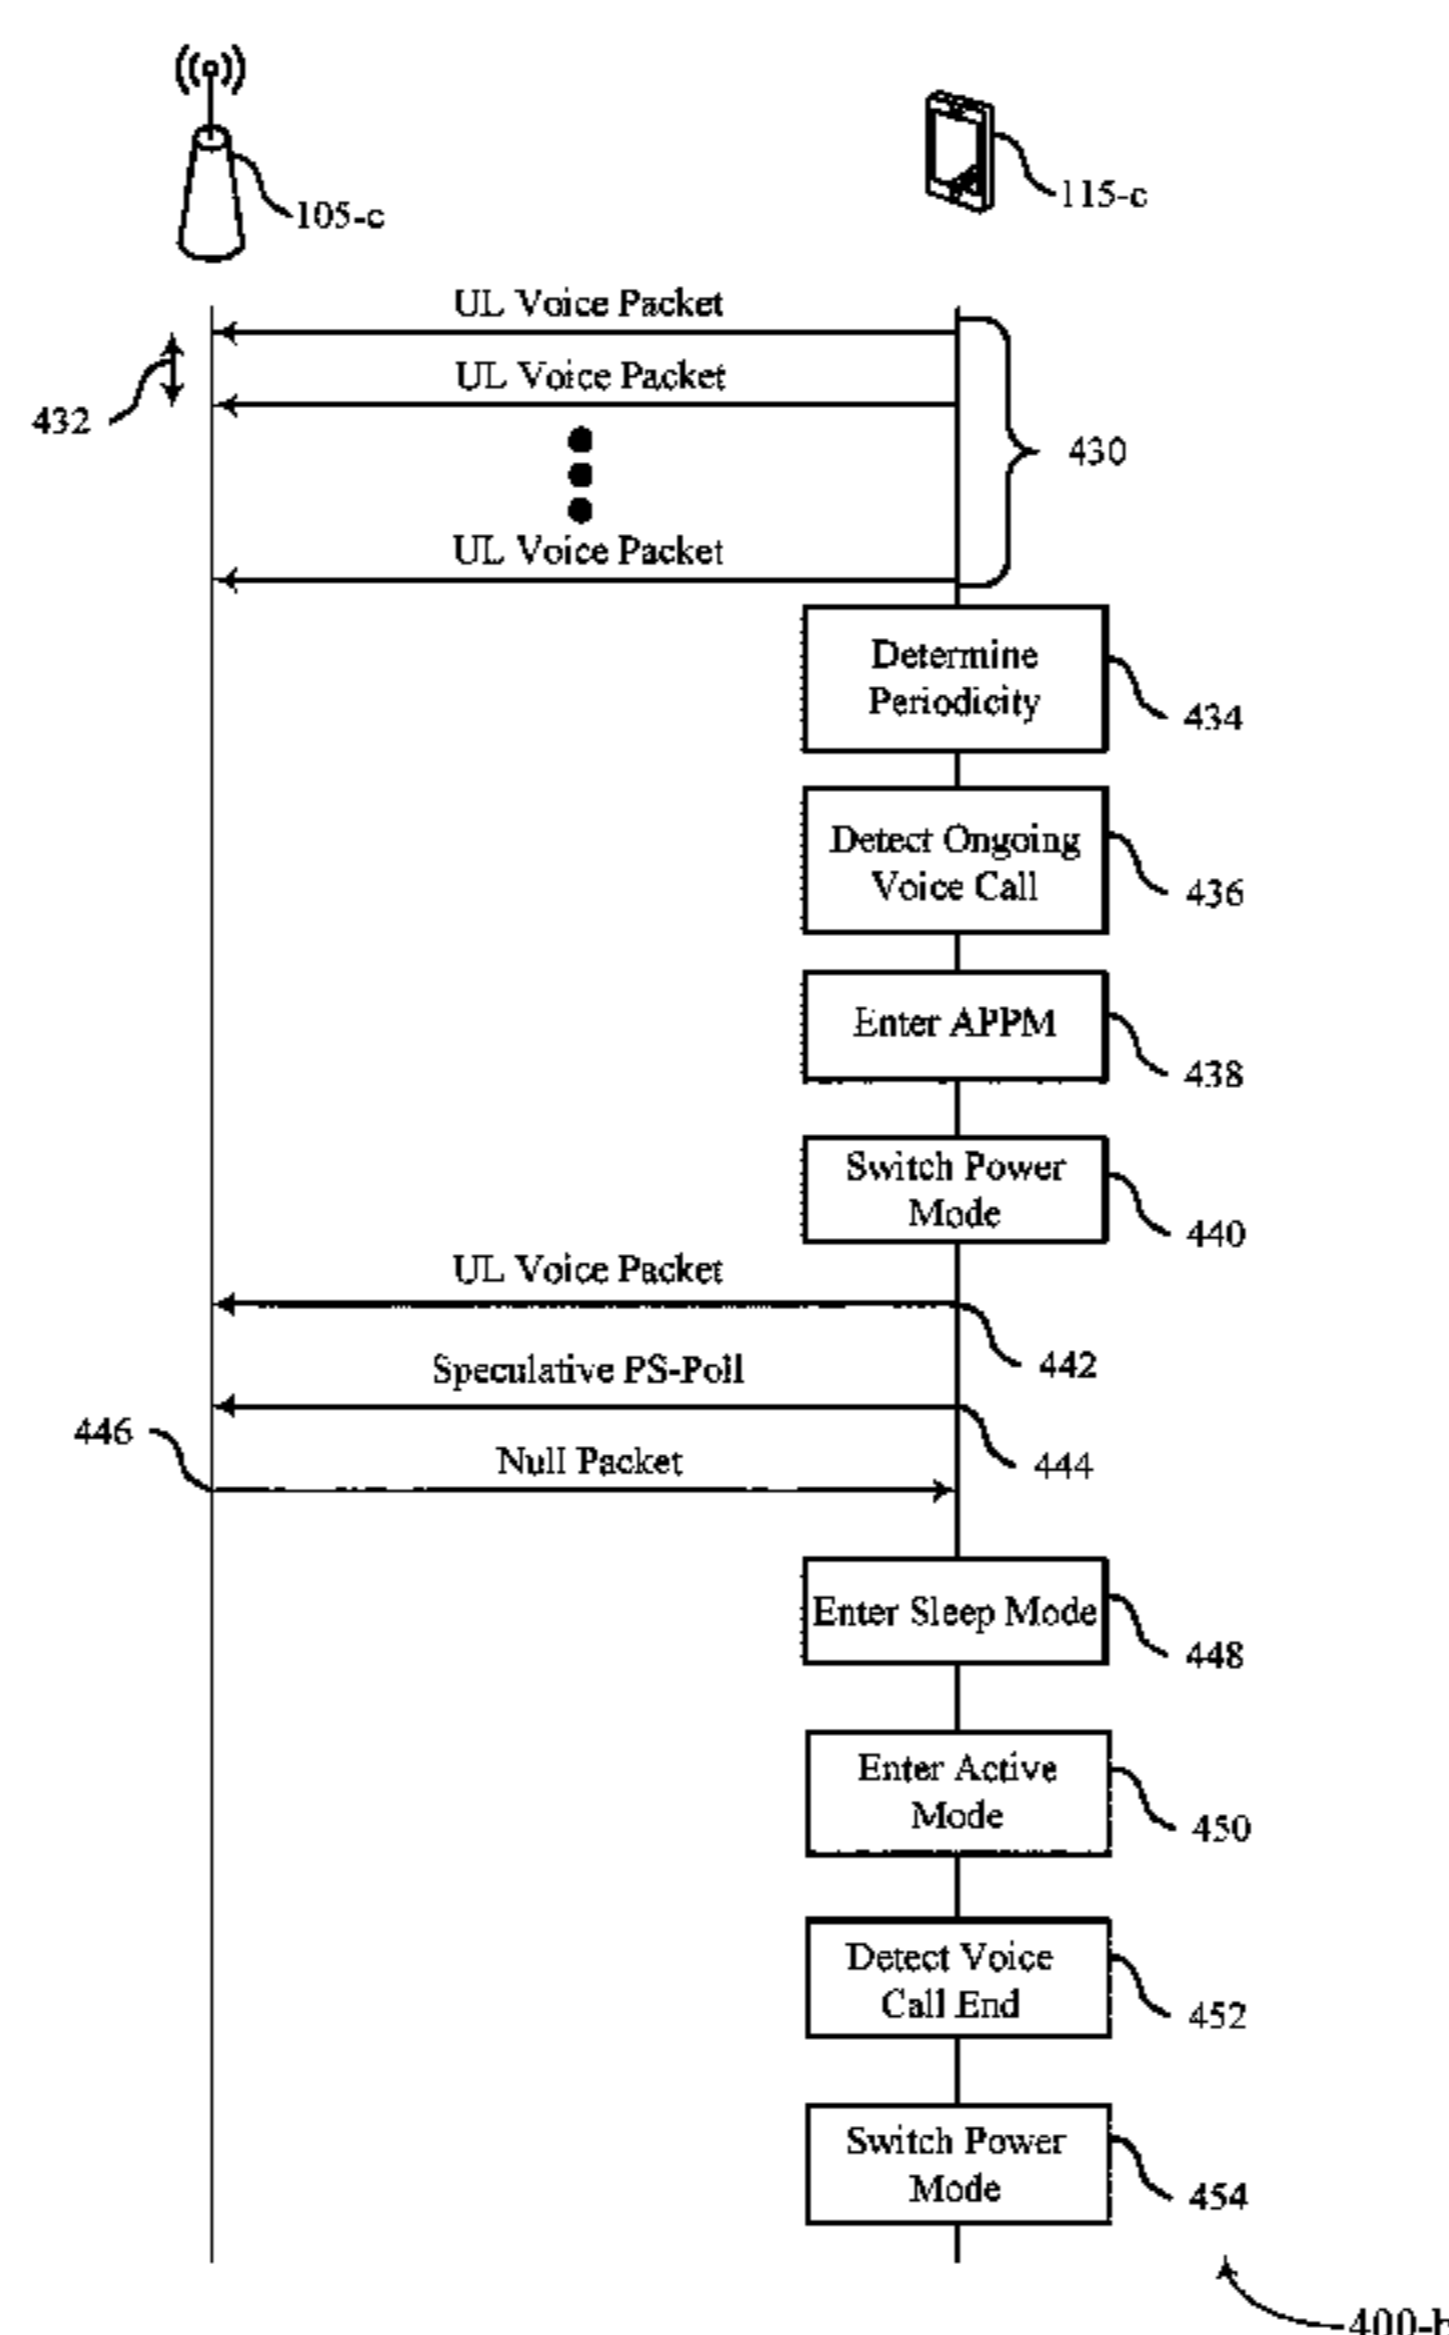 105-c
115-c
UL Voice Packet
UL Voice Packet
432
430
UL Voice Packet
Determine
Periodicity
434
Detect Ongoing
Voice Call
436
Enter APPM
438
Switch Power
Mode
440
UL Voice Packet
442
Speculative PS-Poll
446
Null Packet
444
Enter Sleep Mode
448
Enter Active
Mode
450
Detect Voice
Call End
452
Switch Power
Mode
454
400-b